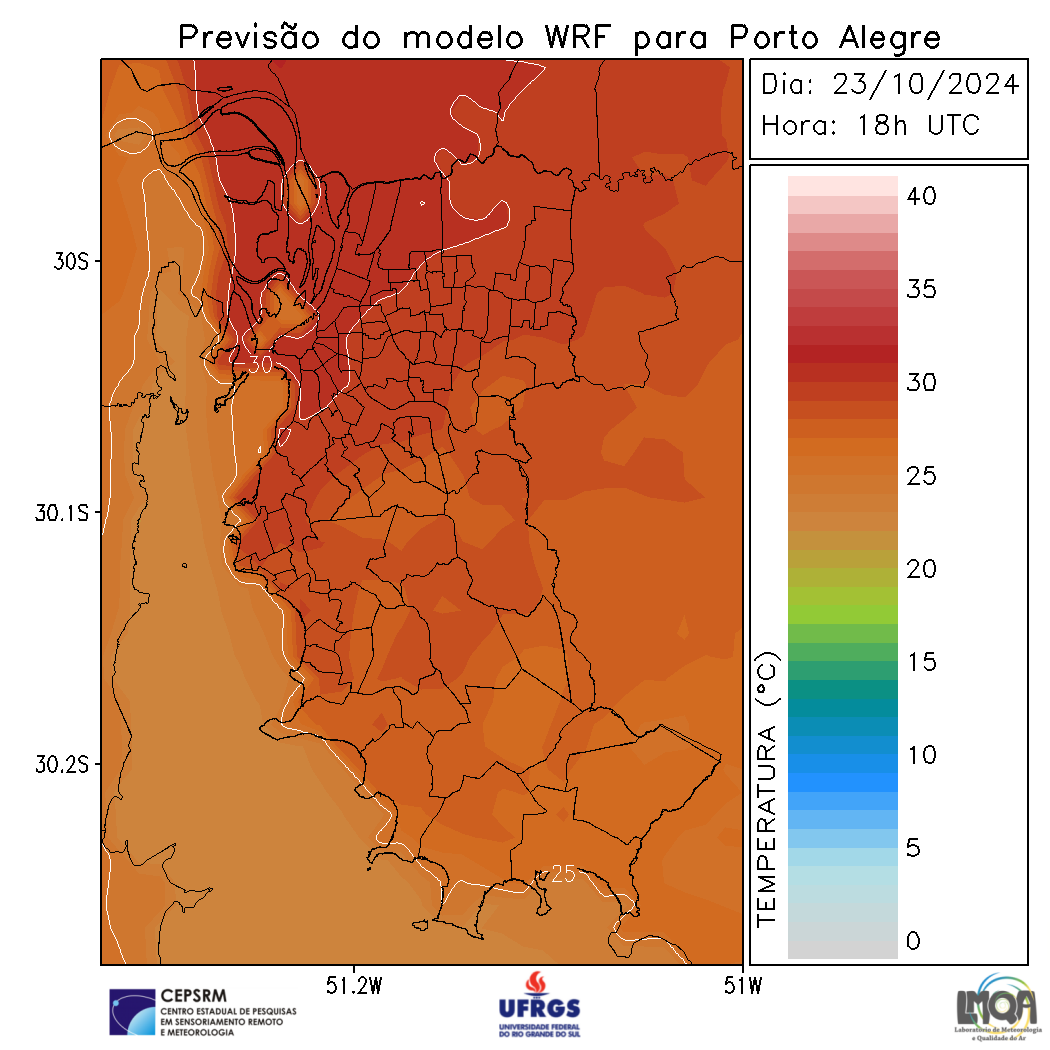 Previsão do modelo WRF para Porto Alegre
Dia: 23/10/2024
Hora: 18h UTC
30S
30.1S
30.2S
51.2W
51W
30
25
TEMPERATURA (°C)
40
35
30
25
20
15
10
5
0
CEPSRM
CENTRO ESTADUAL DE PESQUISAS
EM SENSORIAMENTO REMOTO
E METEOROLOGIA
UFRGS
UNIVERSIDADE FEDERAL
DO RIO GRANDE DO SUL
LMQA
Laboratório de Meteorologia
e Qualidade do Ar